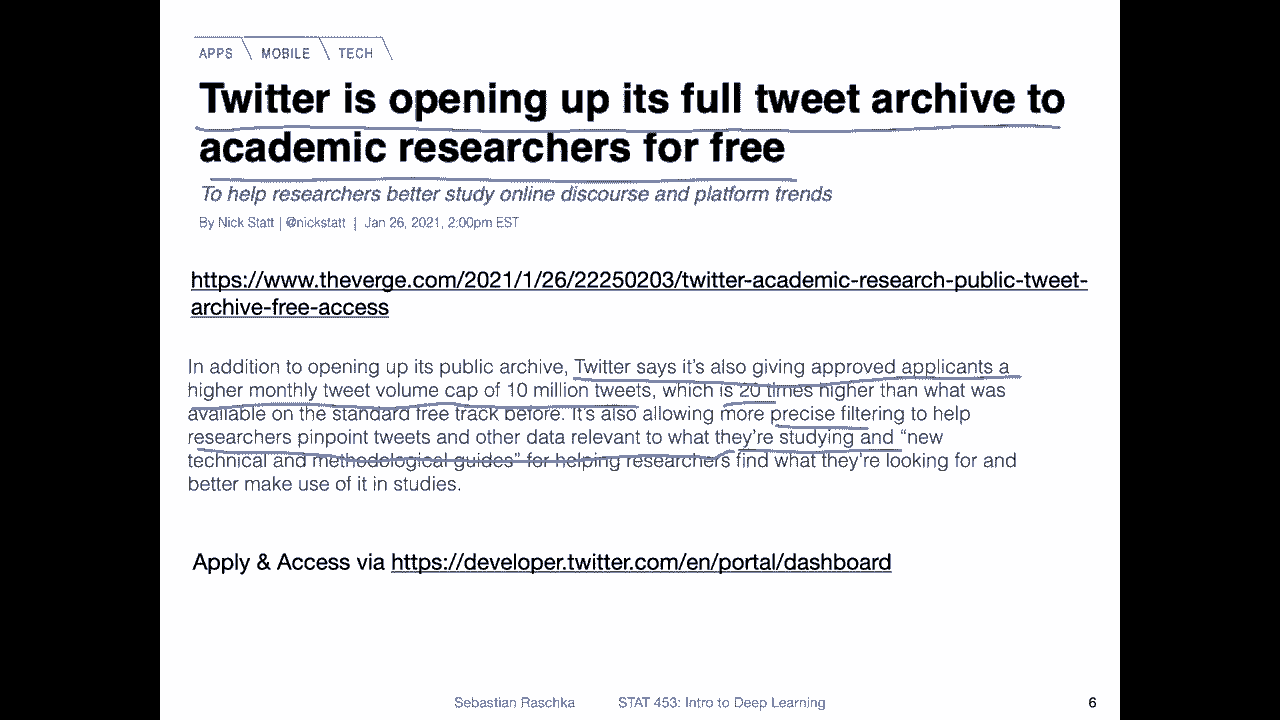 APPS MOBILE TECH
Twitter is opening up its full tweet archive to
academic researchers for free
To help researchers better study online discourse and platform trends
By Nick Statt | @nickstatt | Jan 26, 2021, 2:00pm EST
https://www.theverge.com/2021/1/26/22250203/twitter-academic-research-public-tweet-
archive-free-access
In addition to opening up its public archive, Twitter says it's also giving approved applicants a
higher monthly tweet volume cap of 10 million tweets, which is 20 times higher than what was
available on the standard free track before. It's also allowing more precise filtering to help
researchers pinpoint tweets and other data relevant to what they're studying and “new
technical and methodological guides” for helping researchers find what they're looking for and
better make use of it in studies.
Apply & Access via https://developer.twitter.com/en/portal/dashboard
Sebastian Raschka STAT 453: Intro to Deep Learning 6